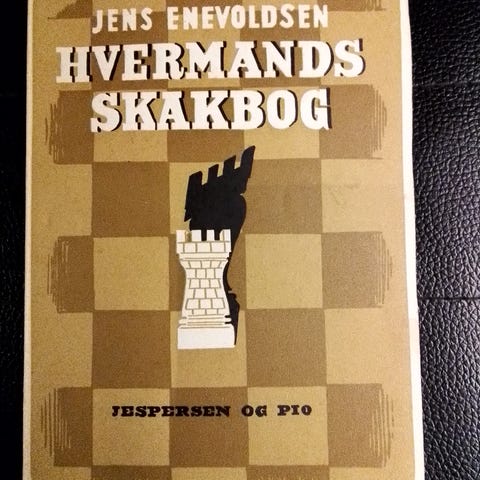 JENS ENEVOLDSEN
HVERMANDS
SKAKBOG
JESPERSEN OG PIO